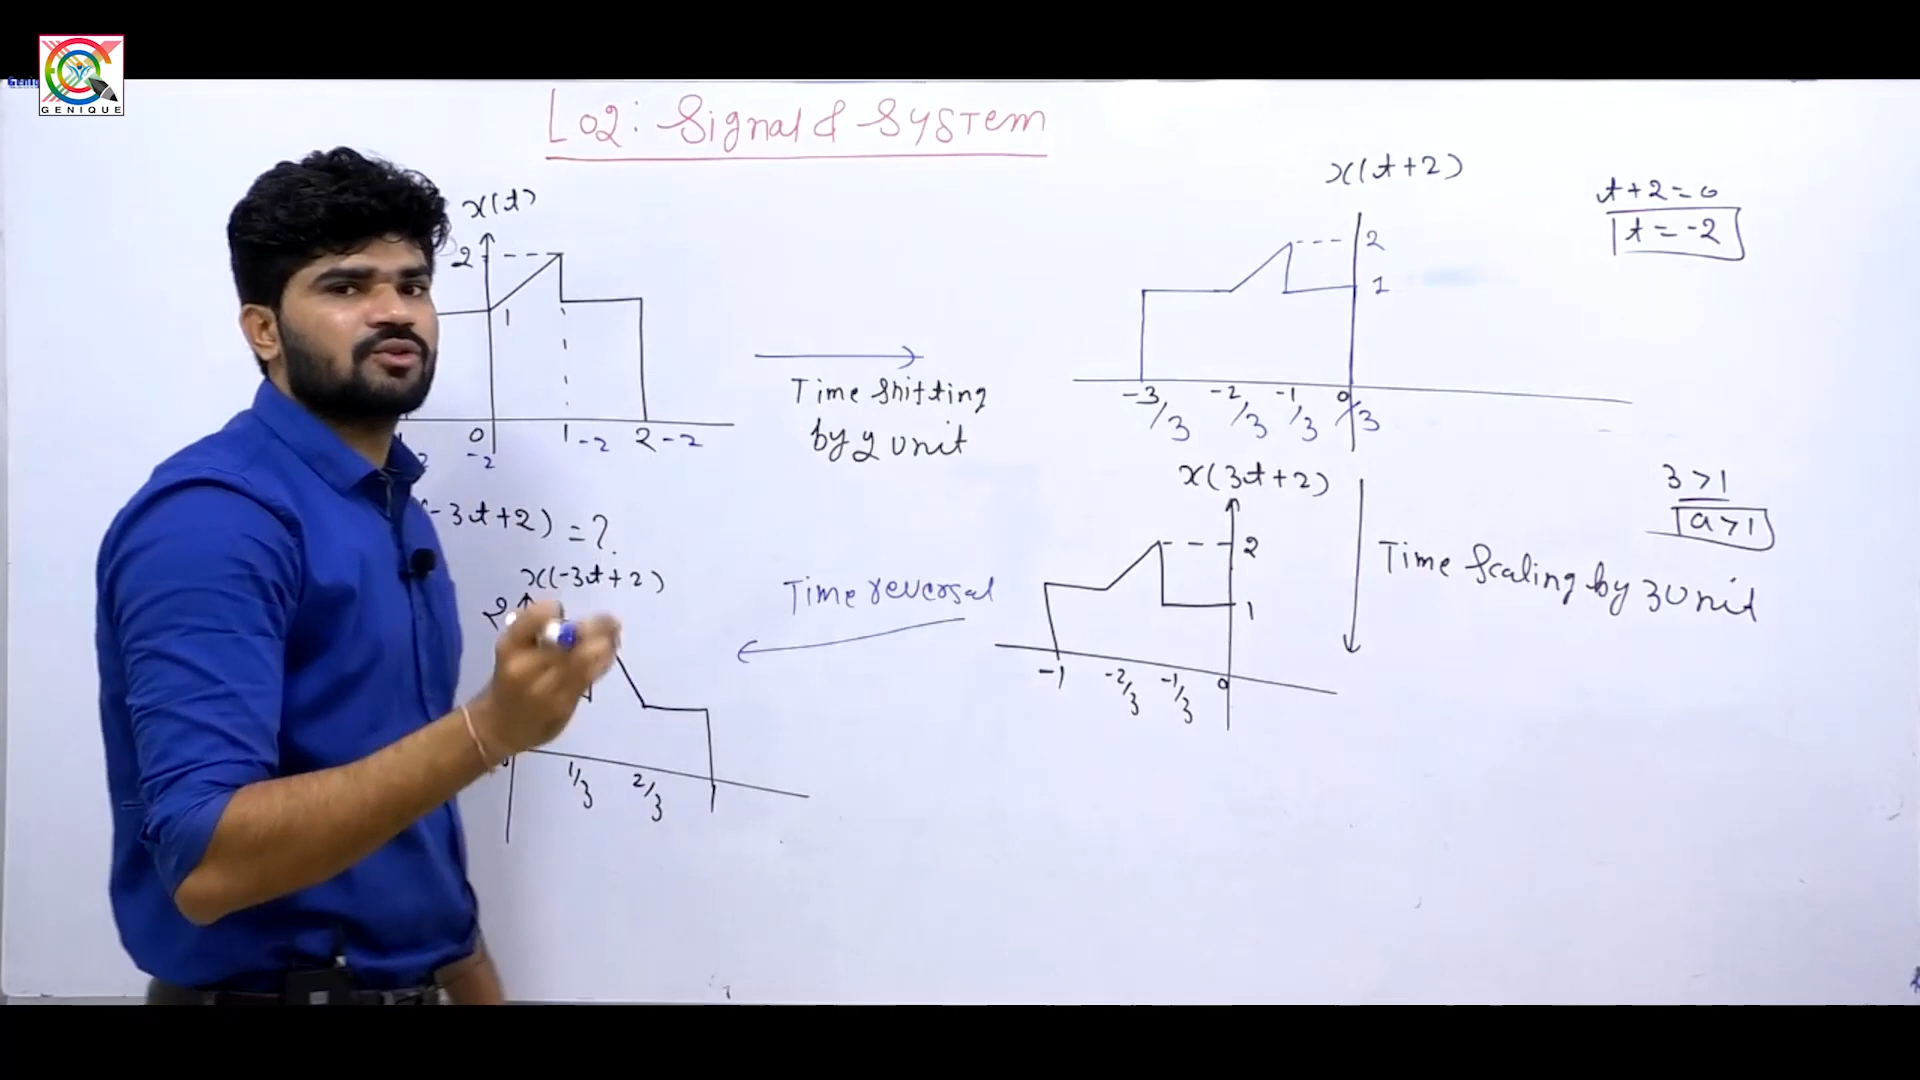 GENIQUE
L02: Signal & System
x(t)
2
1
0
-2
1-2
2-2
Time Shifting
by 2 unit
x(t+2)
2
1
-3/3 -2/3 -1/3 0/3
t+2=0
t=-2
x(3t+2)
2
1
-1 -2/3 -1/3 0
3>1
a>1
Time Scaling by 3 Unit
Time reversal
(-3t+2) = ?
x(-3t+2)
2
1/3 2/3